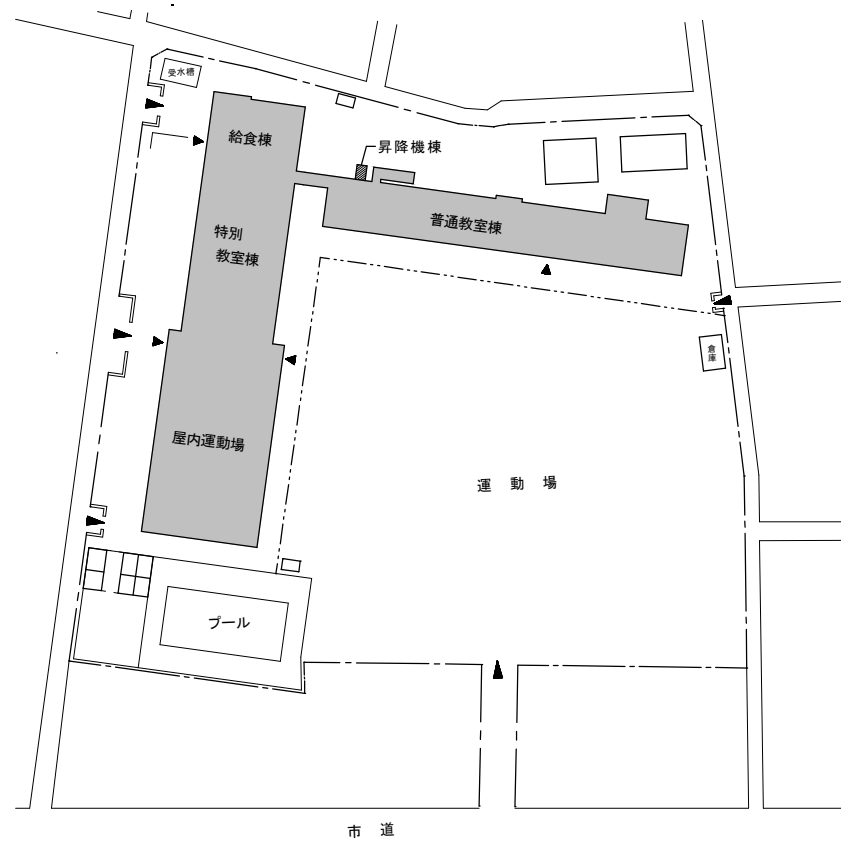 受水槽
給食棟
昇降機棟
普通教室棟
特別
教室棟
倉庫
屋内運動場
運動場
プール
市道